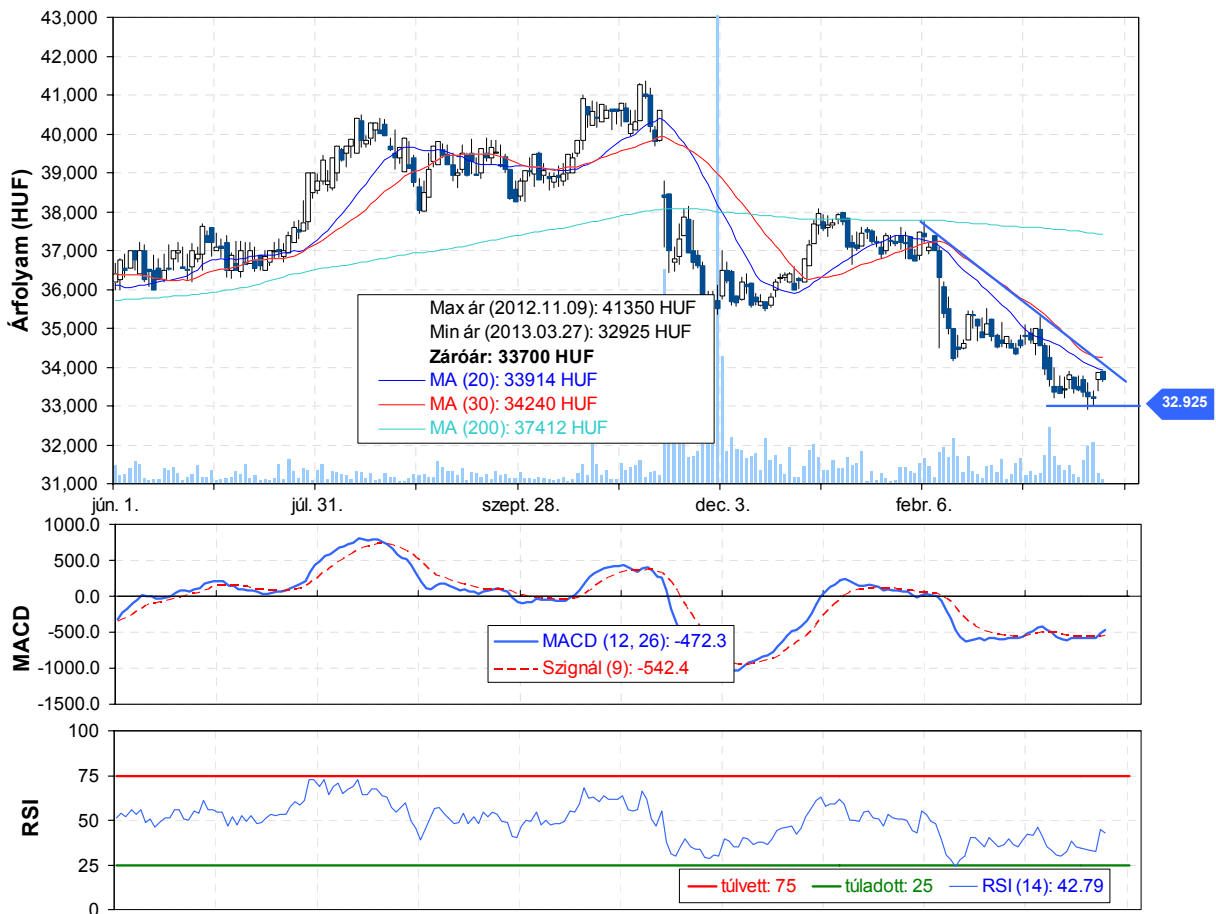 43,000
42,000
41,000
40,000
39,000
38,000
37,000
36,000
35,000
34,000
33,000
32,000
31,000
Árfolyam (HUF)
Max ár (2012.11.09): 41350 HUF
Min ár (2013.03.27): 32925 HUF
Záróár: 33700 HUF
MA (20): 33914 HUF
MA (30): 34240 HUF
MA (200): 37412 HUF
32.925
jún. 1.
júl. 31.
szept. 28.
dec. 3.
febr. 6.
1000.0
500.0
0.0
-500.0
-1000.0
-1500.0
MACD
MACD (12, 26): -472.3
Szignál (9): -542.4
100
75
50
25
0
RSI
túlvett: 75
túladott: 25
RSI (14): 42.79